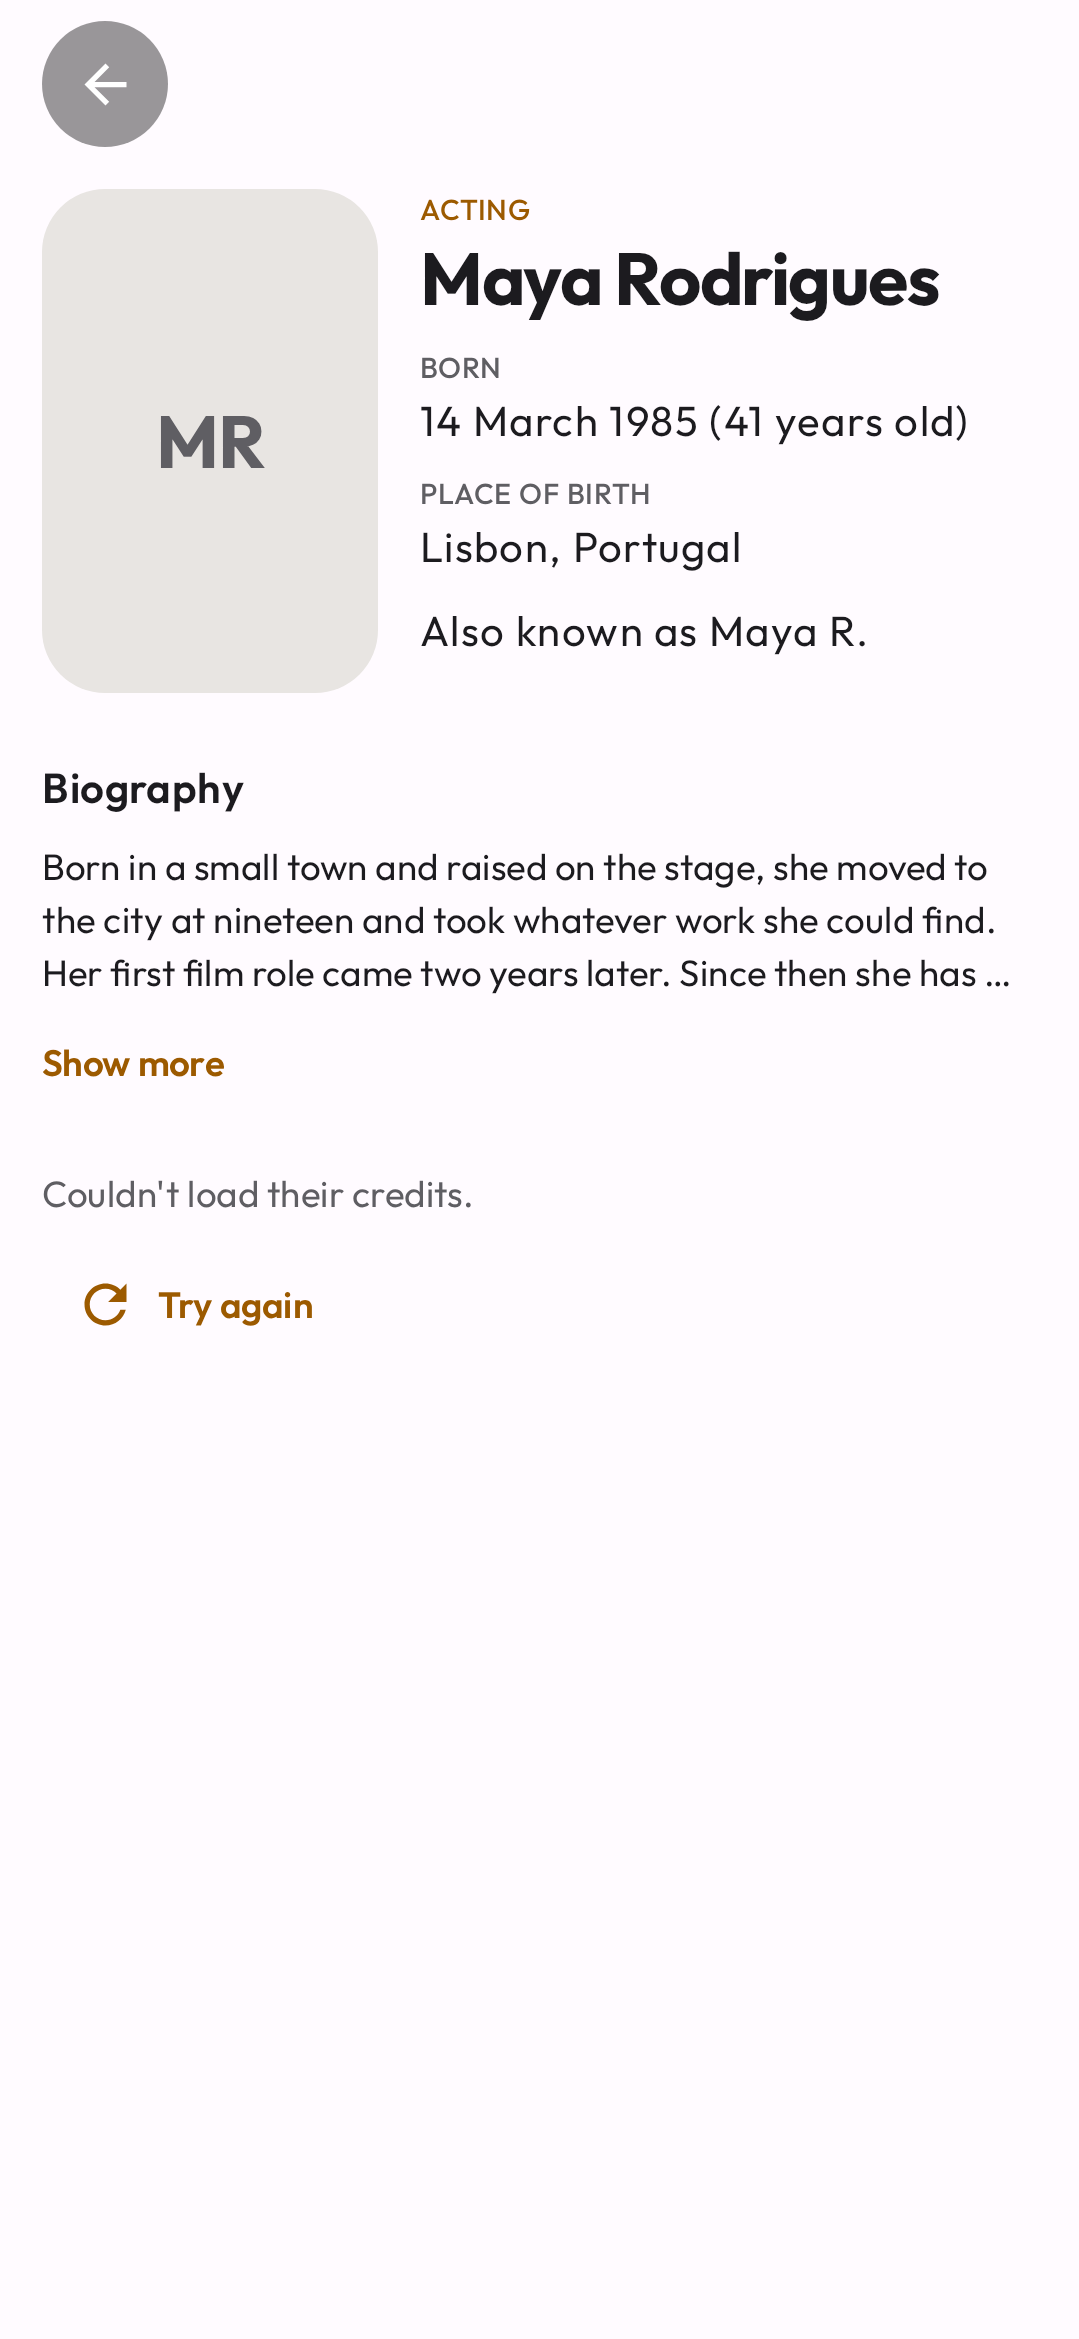 MR
ACTING
Maya Rodrigues
BORN
14 March 1985 (41 years old)
PLACE OF BIRTH
Lisbon, Portugal
Also known as Maya R.
Biography
Born in a small town and raised on the stage, she moved to
the city at nineteen and took whatever work she could find.
Her first film role came two years later. Since then she has …
Show more
Couldn't load their credits.
Try again